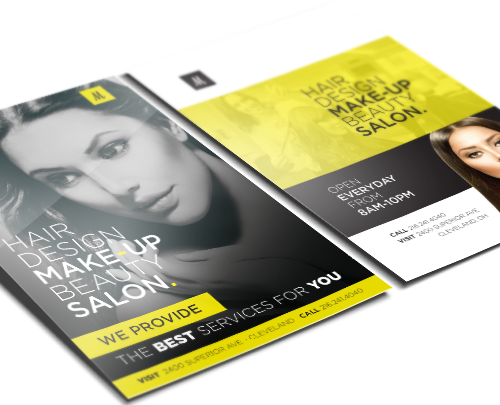 HAIR
DESIGN
MAKE-UP
BEAUTY
SALON.
WE PROVIDE
THE BEST SERVICES FOR YOU
VISIT 2400 SUPERIOR AVE - CLEVELAND CALL 216.241.4040
HAIR
DESIGN
MAKE-UP
BEAUTY
SALON.
OPEN
EVERYDAY
FROM
8AM-10PM
CALL 216.241.4040
VISIT 2400 SUPERIOR AVE
CLEVELAND OH